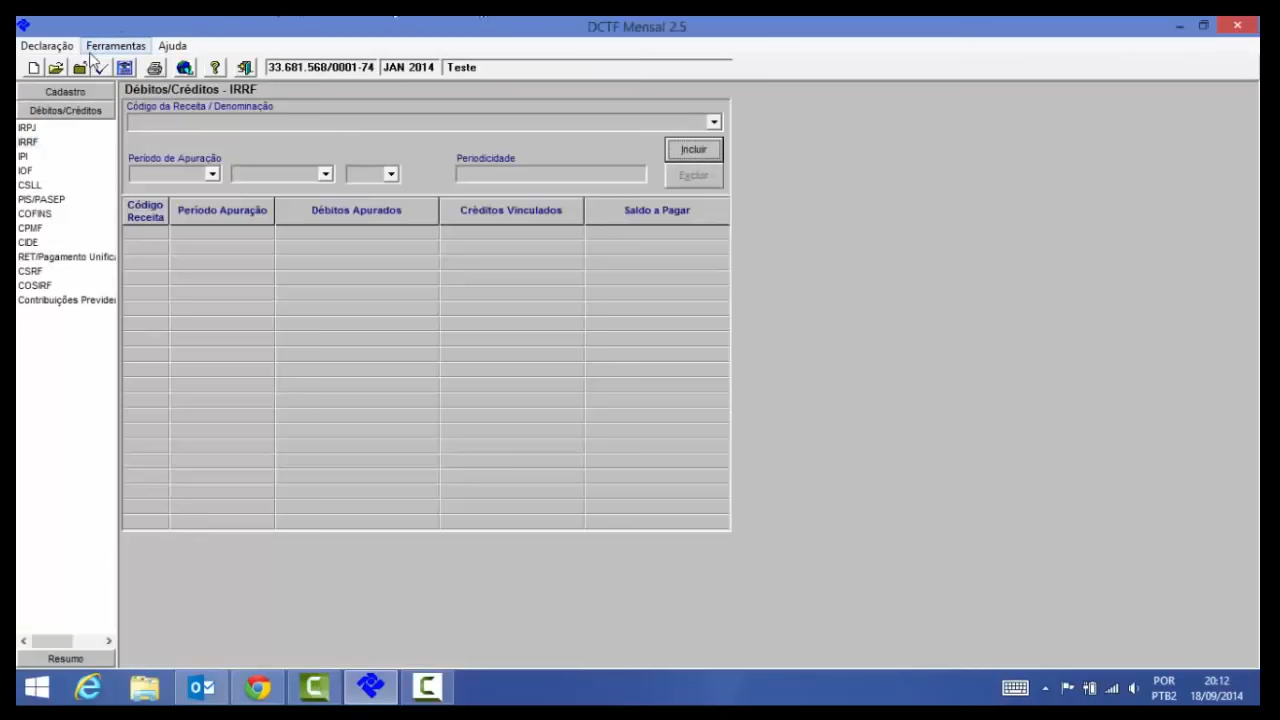 DCTF Mensal 2.5
Declaração Ferramentas Ajuda
33.681.568/0001-74 JAN 2014 Teste
Cadastro
Débitos/Créditos
IRPJ
IRRF
IPI
IOF
CSLL
PIS/PASEP
COFINS
CPMF
CIDE
RET/Pagamento Unific
CSRF
COSIRF
Contribuições Previde
Resumo
Débitos/Créditos - IRRF
Código da Receita / Denominação
Incluir
Período de Apuração Periodicidade
Excluir
Código Receita Período Apuração Débitos Apurados Créditos Vinculados Saldo a Pagar
POR 20:12
PTB2 18/09/2014